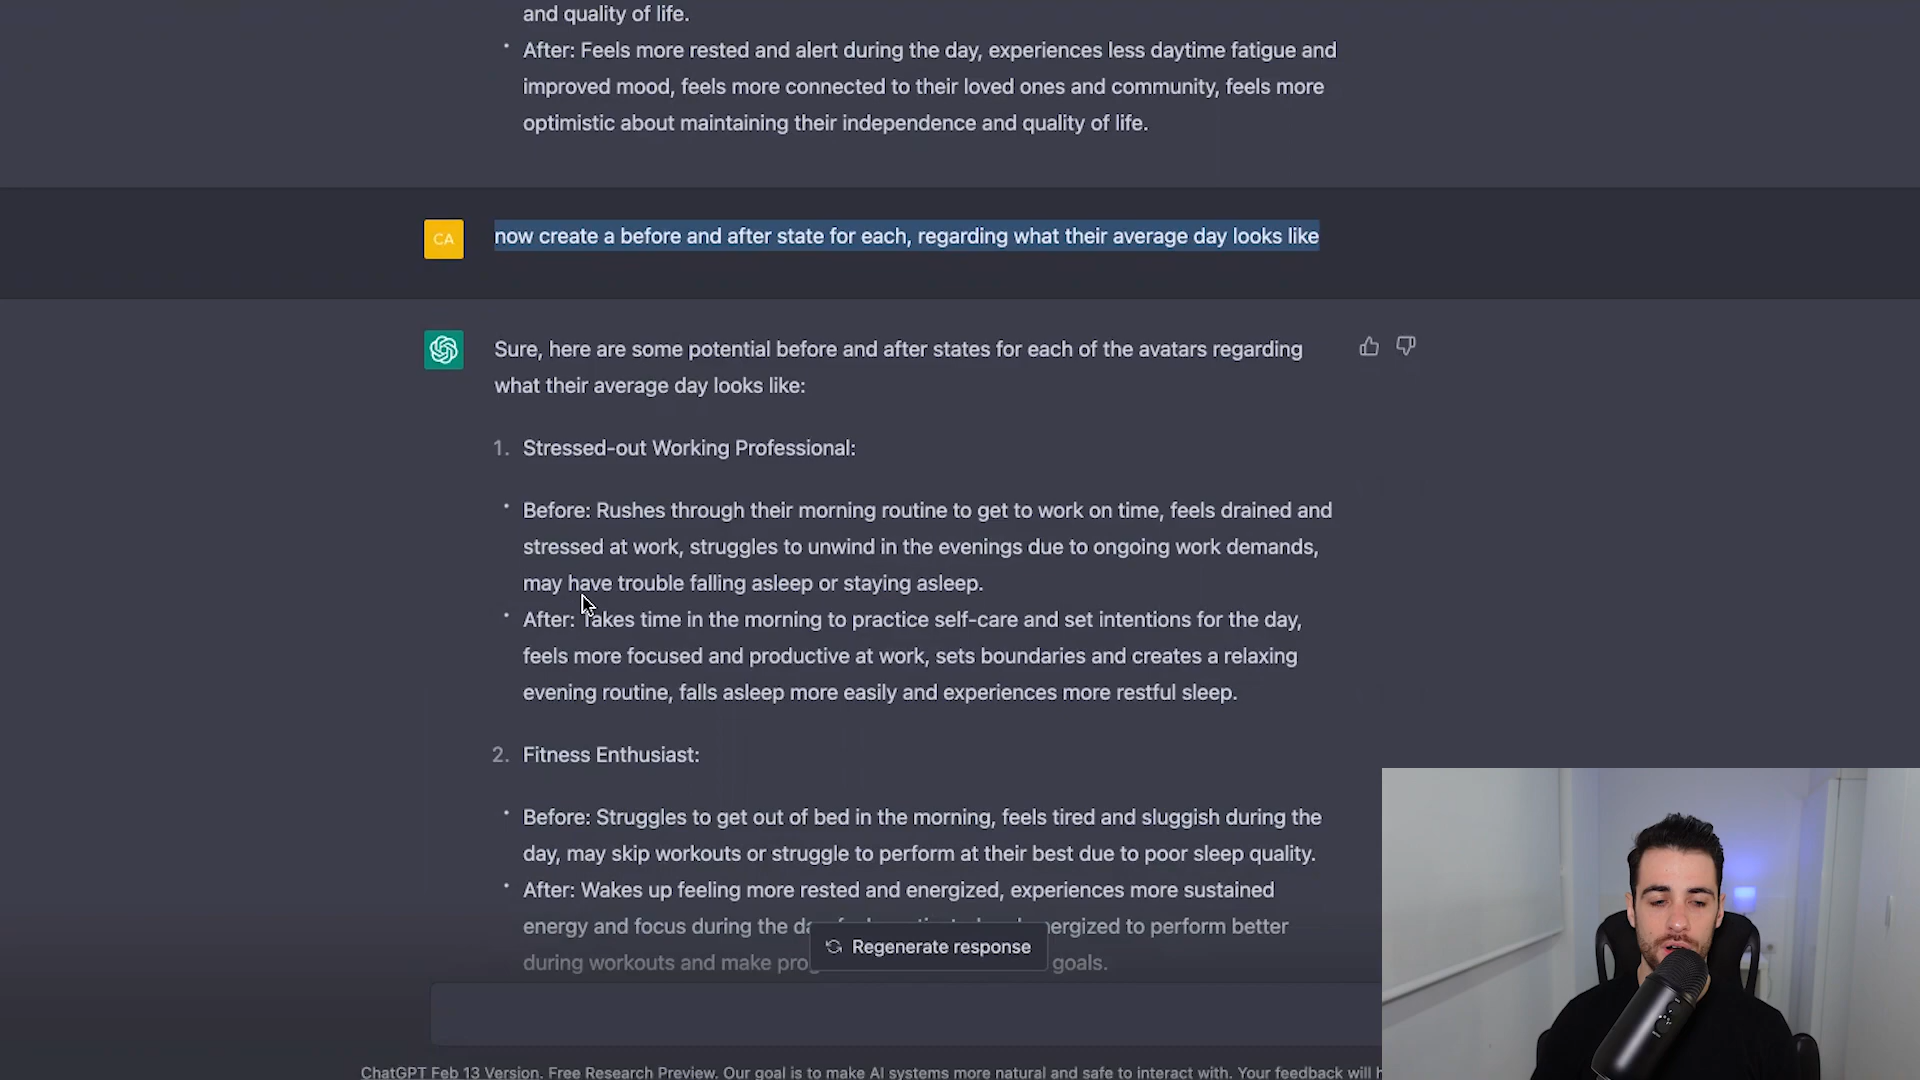 and quality of life.
• After: Feels more rested and alert during the day, experiences less daytime fatigue and
improved mood, feels more connected to their loved ones and community, feels more
optimistic about maintaining their independence and quality of life.
CA
now create a before and after state for each, regarding what their average day looks like
Sure, here are some potential before and after states for each of the avatars regarding
what their average day looks like:
1. Stressed-out Working Professional:
• Before: Rushes through their morning routine to get to work on time, feels drained and
stressed at work, struggles to unwind in the evenings due to ongoing work demands,
may have trouble falling asleep or staying asleep.
• After: Takes time in the morning to practice self-care and set intentions for the day,
feels more focused and productive at work, sets boundaries and creates a relaxing
evening routine, falls asleep more easily and experiences more restful sleep.
2. Fitness Enthusiast:
• Before: Struggles to get out of bed in the morning, feels tired and sluggish during the
day, may skip workouts or struggle to perform at their best due to poor sleep quality.
• After: Wakes up feeling more rested and energized, experiences more sustained
energy and focus during the to perform better
Regenerate response
during workouts and make goals.
ChatGPT Feb 13 Version. Free Research Preview. Our goal is to make AI systems more natural and safe to interact with. Your feedback will